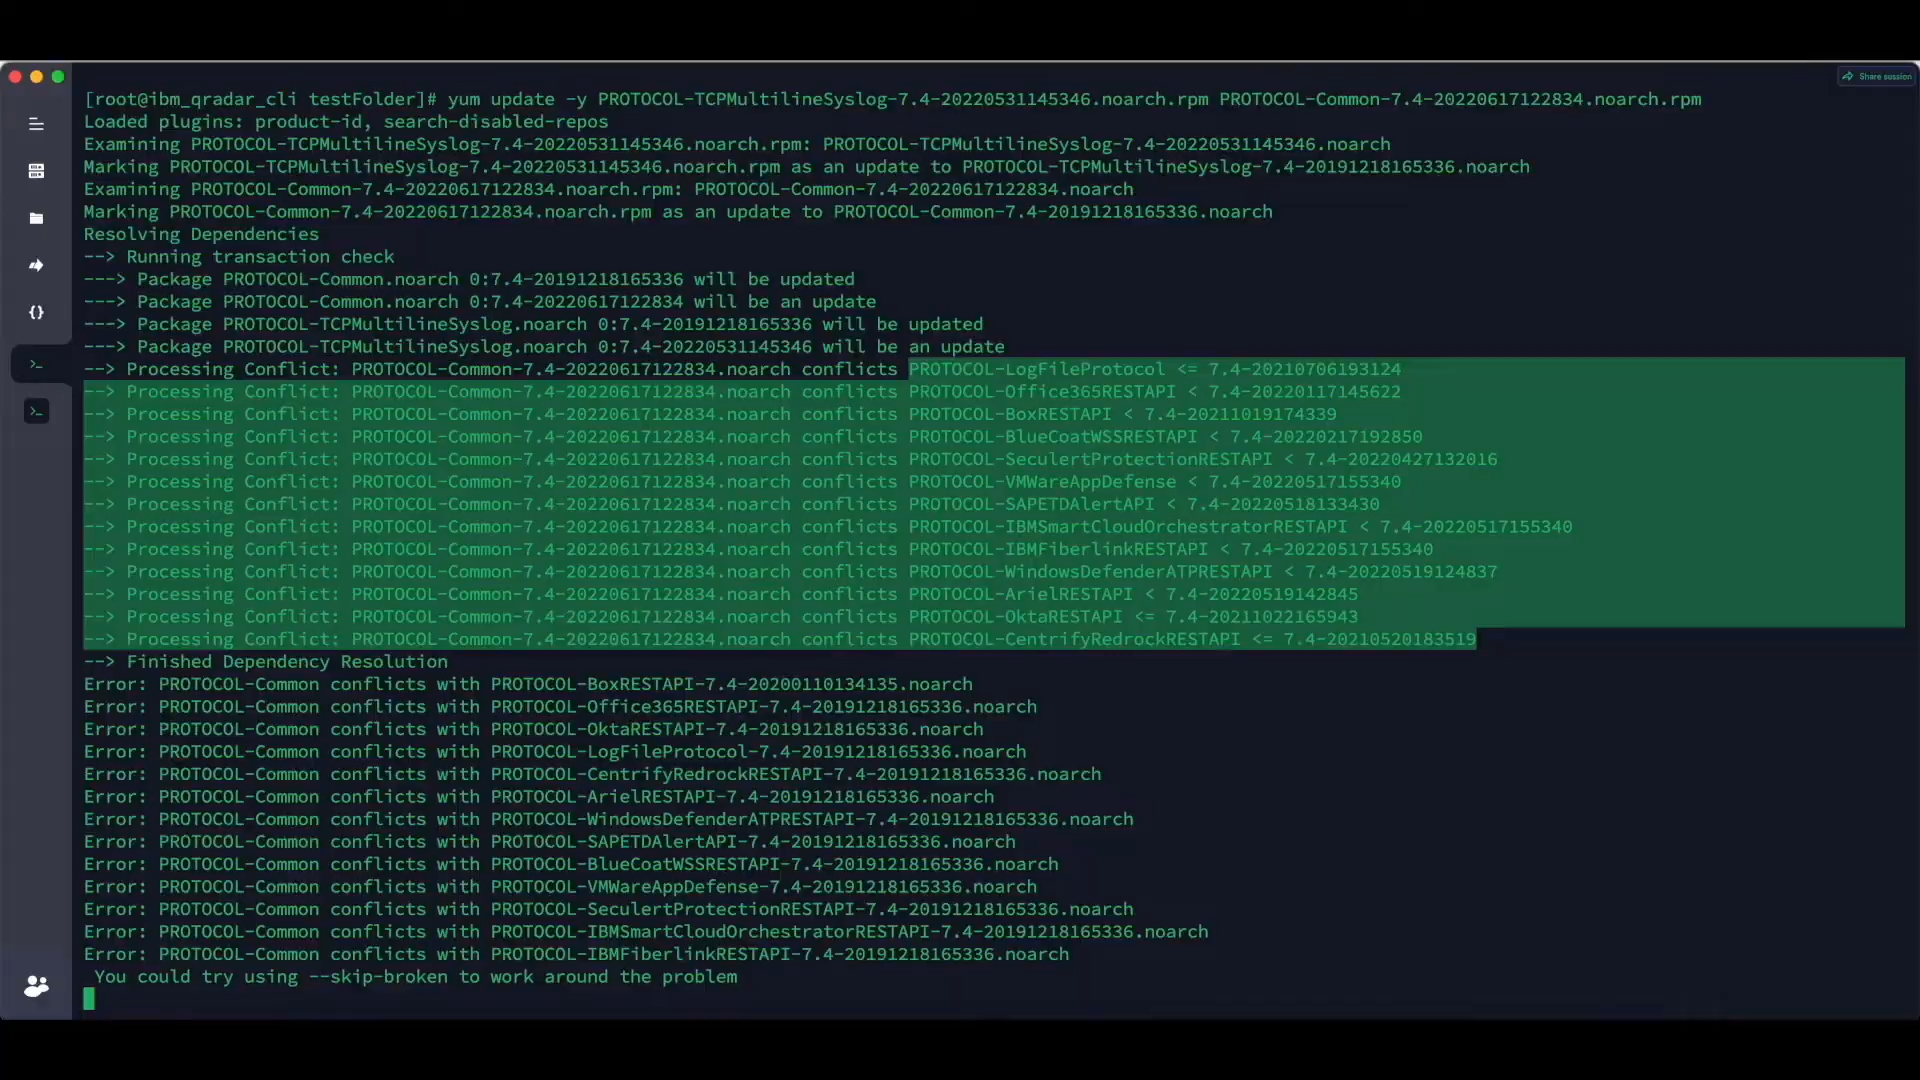 Share session
[root@ibm_qradar_cli testFolder]# yum update -y PROTOCOL-TCPMultilineSyslog-7.4-20220531145346.noarch.rpm PROTOCOL-Common-7.4-20220617122834.noarch.rpm
Loaded plugins: product-id, search-disabled-repos
Examining PROTOCOL-TCPMultilineSyslog-7.4-20220531145346.noarch.rpm: PROTOCOL-TCPMultilineSyslog-7.4-20220531145346.noarch
Marking PROTOCOL-TCPMultilineSyslog-7.4-20220531145346.noarch.rpm as an update to PROTOCOL-TCPMultilineSyslog-7.4-20191218165336.noarch
Examining PROTOCOL-Common-7.4-20220617122834.noarch.rpm: PROTOCOL-Common-7.4-20220617122834.noarch
Marking PROTOCOL-Common-7.4-20220617122834.noarch.rpm as an update to PROTOCOL-Common-7.4-20191218165336.noarch
Resolving Dependencies
--> Running transaction check
---> Package PROTOCOL-Common.noarch 0:7.4-20191218165336 will be updated
---> Package PROTOCOL-Common.noarch 0:7.4-20220617122834 will be an update
---> Package PROTOCOL-TCPMultilineSyslog.noarch 0:7.4-20191218165336 will be updated
---> Package PROTOCOL-TCPMultilineSyslog.noarch 0:7.4-20220531145346 will be an update
--> Processing Conflict: PROTOCOL-Common-7.4-20220617122834.noarch conflicts PROTOCOL-LogFileProtocol <= 7.4-20210706193124
--> Processing Conflict: PROTOCOL-Common-7.4-20220617122834.noarch conflicts PROTOCOL-Office365RESTAPI < 7.4-20220117145622
--> Processing Conflict: PROTOCOL-Common-7.4-20220617122834.noarch conflicts PROTOCOL-BoxRESTAPI < 7.4-20211019174339
--> Processing Conflict: PROTOCOL-Common-7.4-20220617122834.noarch conflicts PROTOCOL-BlueCoatWSSRESTAPI < 7.4-20220217192850
--> Processing Conflict: PROTOCOL-Common-7.4-20220617122834.noarch conflicts PROTOCOL-SeculertProtectionRESTAPI < 7.4-20220427132016
--> Processing Conflict: PROTOCOL-Common-7.4-20220617122834.noarch conflicts PROTOCOL-VMWareAppDefense < 7.4-20220517155340
--> Processing Conflict: PROTOCOL-Common-7.4-20220617122834.noarch conflicts PROTOCOL-SAPETDAlertAPI < 7.4-20220518133430
--> Processing Conflict: PROTOCOL-Common-7.4-20220617122834.noarch conflicts PROTOCOL-IBMSmartCloudOrchestratorRESTAPI < 7.4-20220517155340
--> Processing Conflict: PROTOCOL-Common-7.4-20220617122834.noarch conflicts PROTOCOL-IBMFiberlinkRESTAPI < 7.4-20220517155340
--> Processing Conflict: PROTOCOL-Common-7.4-20220617122834.noarch conflicts PROTOCOL-WindowsDefenderATPRESTAPI < 7.4-20220519124837
--> Processing Conflict: PROTOCOL-Common-7.4-20220617122834.noarch conflicts PROTOCOL-ArielRESTAPI < 7.4-20220519142845
--> Processing Conflict: PROTOCOL-Common-7.4-20220617122834.noarch conflicts PROTOCOL-OktaRESTAPI <= 7.4-20211022165943
--> Processing Conflict: PROTOCOL-Common-7.4-20220617122834.noarch conflicts PROTOCOL-CentrifyRedrockRESTAPI <= 7.4-20210520183519
--> Finished Dependency Resolution
Error: PROTOCOL-Common conflicts with PROTOCOL-BoxRESTAPI-7.4-20200110134135.noarch
Error: PROTOCOL-Common conflicts with PROTOCOL-Office365RESTAPI-7.4-20191218165336.noarch
Error: PROTOCOL-Common conflicts with PROTOCOL-OktaRESTAPI-7.4-20191218165336.noarch
Error: PROTOCOL-Common conflicts with PROTOCOL-LogFileProtocol-7.4-20191218165336.noarch
Error: PROTOCOL-Common conflicts with PROTOCOL-CentrifyRedrockRESTAPI-7.4-20191218165336.noarch
Error: PROTOCOL-Common conflicts with PROTOCOL-ArielRESTAPI-7.4-20191218165336.noarch
Error: PROTOCOL-Common conflicts with PROTOCOL-WindowsDefenderATPRESTAPI-7.4-20191218165336.noarch
Error: PROTOCOL-Common conflicts with PROTOCOL-SAPETDAlertAPI-7.4-20191218165336.noarch
Error: PROTOCOL-Common conflicts with PROTOCOL-BlueCoatWSSRESTAPI-7.4-20191218165336.noarch
Error: PROTOCOL-Common conflicts with PROTOCOL-VMWareAppDefense-7.4-20191218165336.noarch
Error: PROTOCOL-Common conflicts with PROTOCOL-SeculertProtectionRESTAPI-7.4-20191218165336.noarch
Error: PROTOCOL-Common conflicts with PROTOCOL-IBMSmartCloudOrchestratorRESTAPI-7.4-20191218165336.noarch
Error: PROTOCOL-Common conflicts with PROTOCOL-IBMFiberlinkRESTAPI-7.4-20191218165336.noarch
You could try using --skip-broken to work around the problem